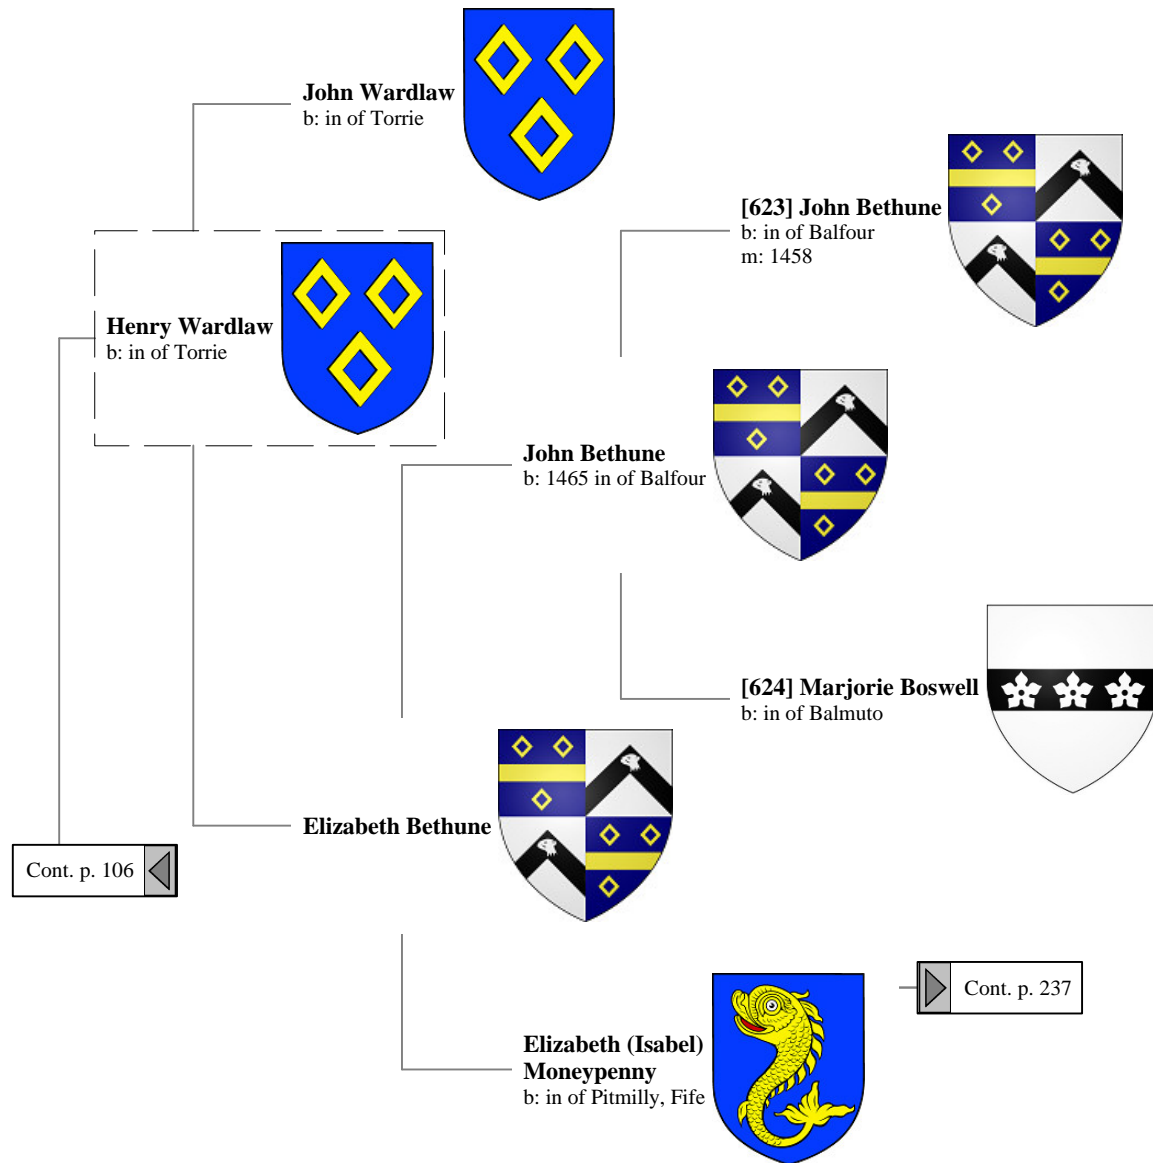 John Wardlaw
b: in of Torrie
[623] John Bethune
b: in of Balfour
m: 1458
Henry Wardlaw
b: in of Torrie
John Bethune
b: 1465 in of Balfour
[624] Marjorie Boswell
b: in of Balmuto
Elizabeth Bethune
Cont. p. 106
Cont. p. 237
Elizabeth (Isabel)
Moneypenny
b: in of Pitmilly, Fife